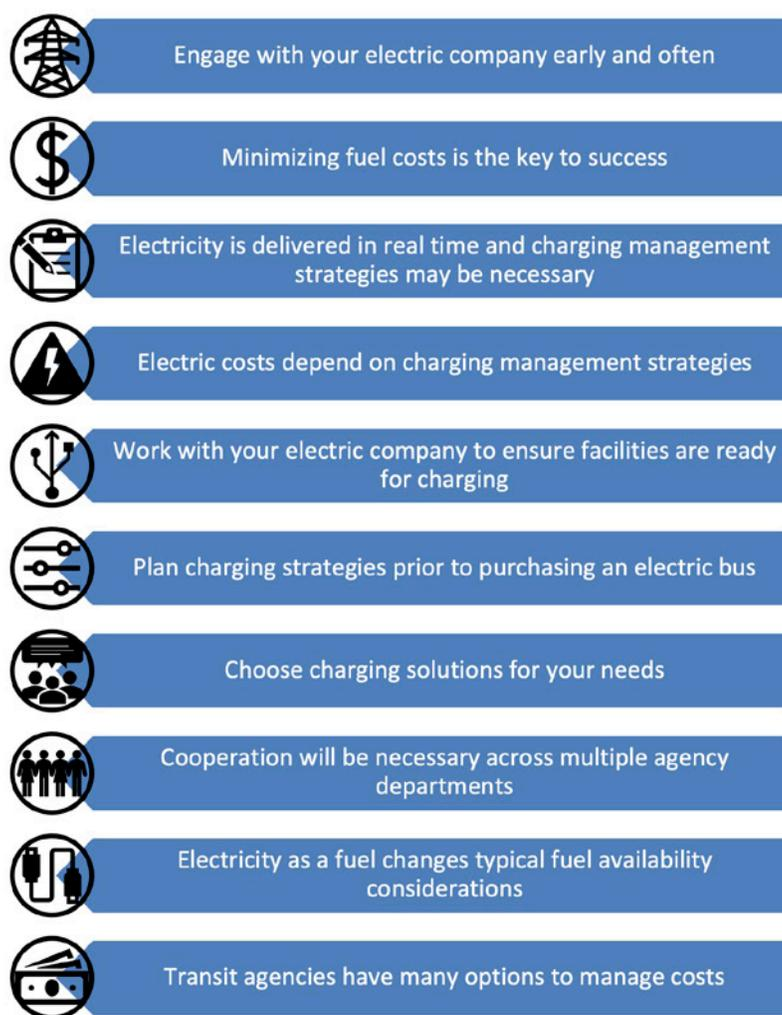 Engage with your electric company early and often
Minimizing fuel costs is the key to success
Electricity is delivered in real time and charging management
strategies may be necessary
Electric costs depend on charging management strategies
Work with your electric company to ensure facilities are ready
for charging
Plan charging strategies prior to purchasing an electric bus
Choose charging solutions for your needs
Cooperation will be necessary across multiple agency
departments
Electricity as a fuel changes typical fuel availability
considerations
Transit agencies have many options to manage costs